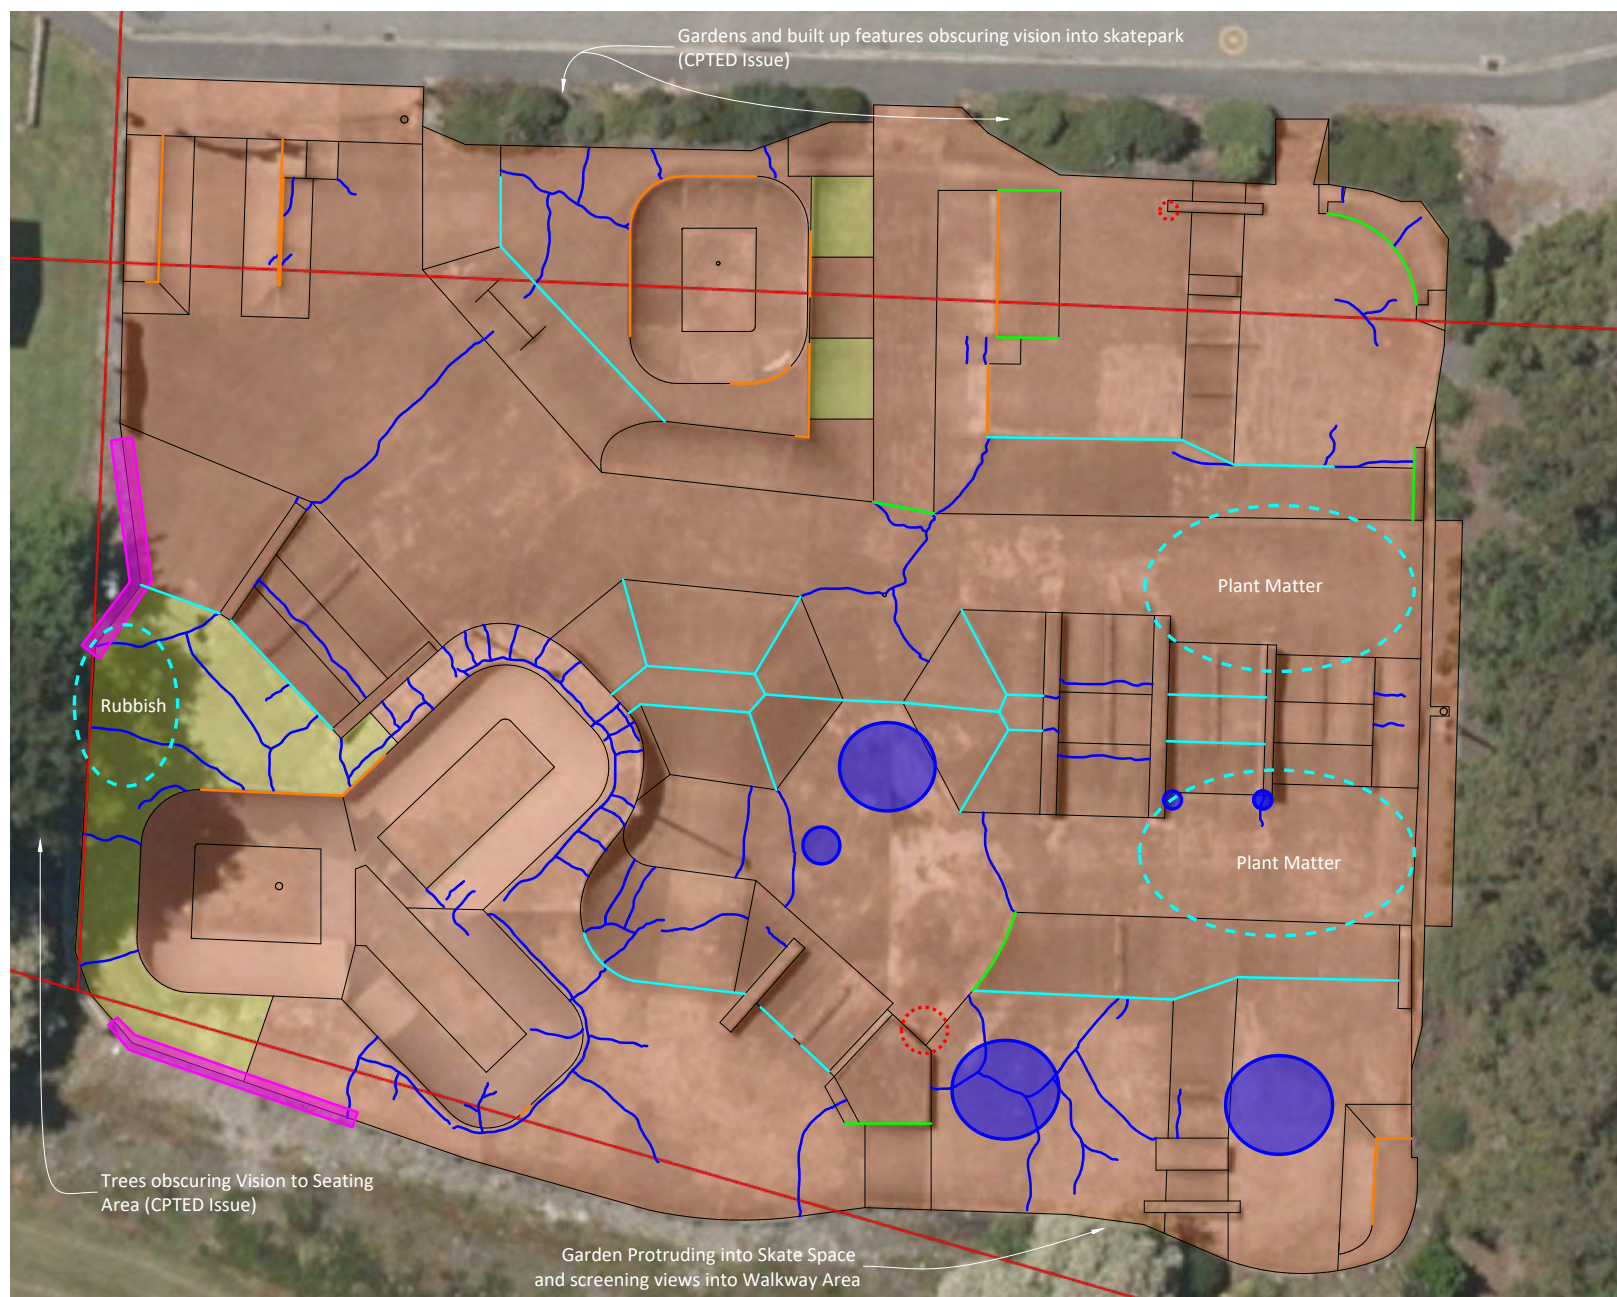 Gardens and built up features obscuring vision into skatepark
(CPTED Issue)
Plant Matter
Rubbish
Plant Matter
Trees obscuring Vision to Seating
Area (CPTED Issue)
Garden Protruding into Skate Space
and screening views into Walkway Area